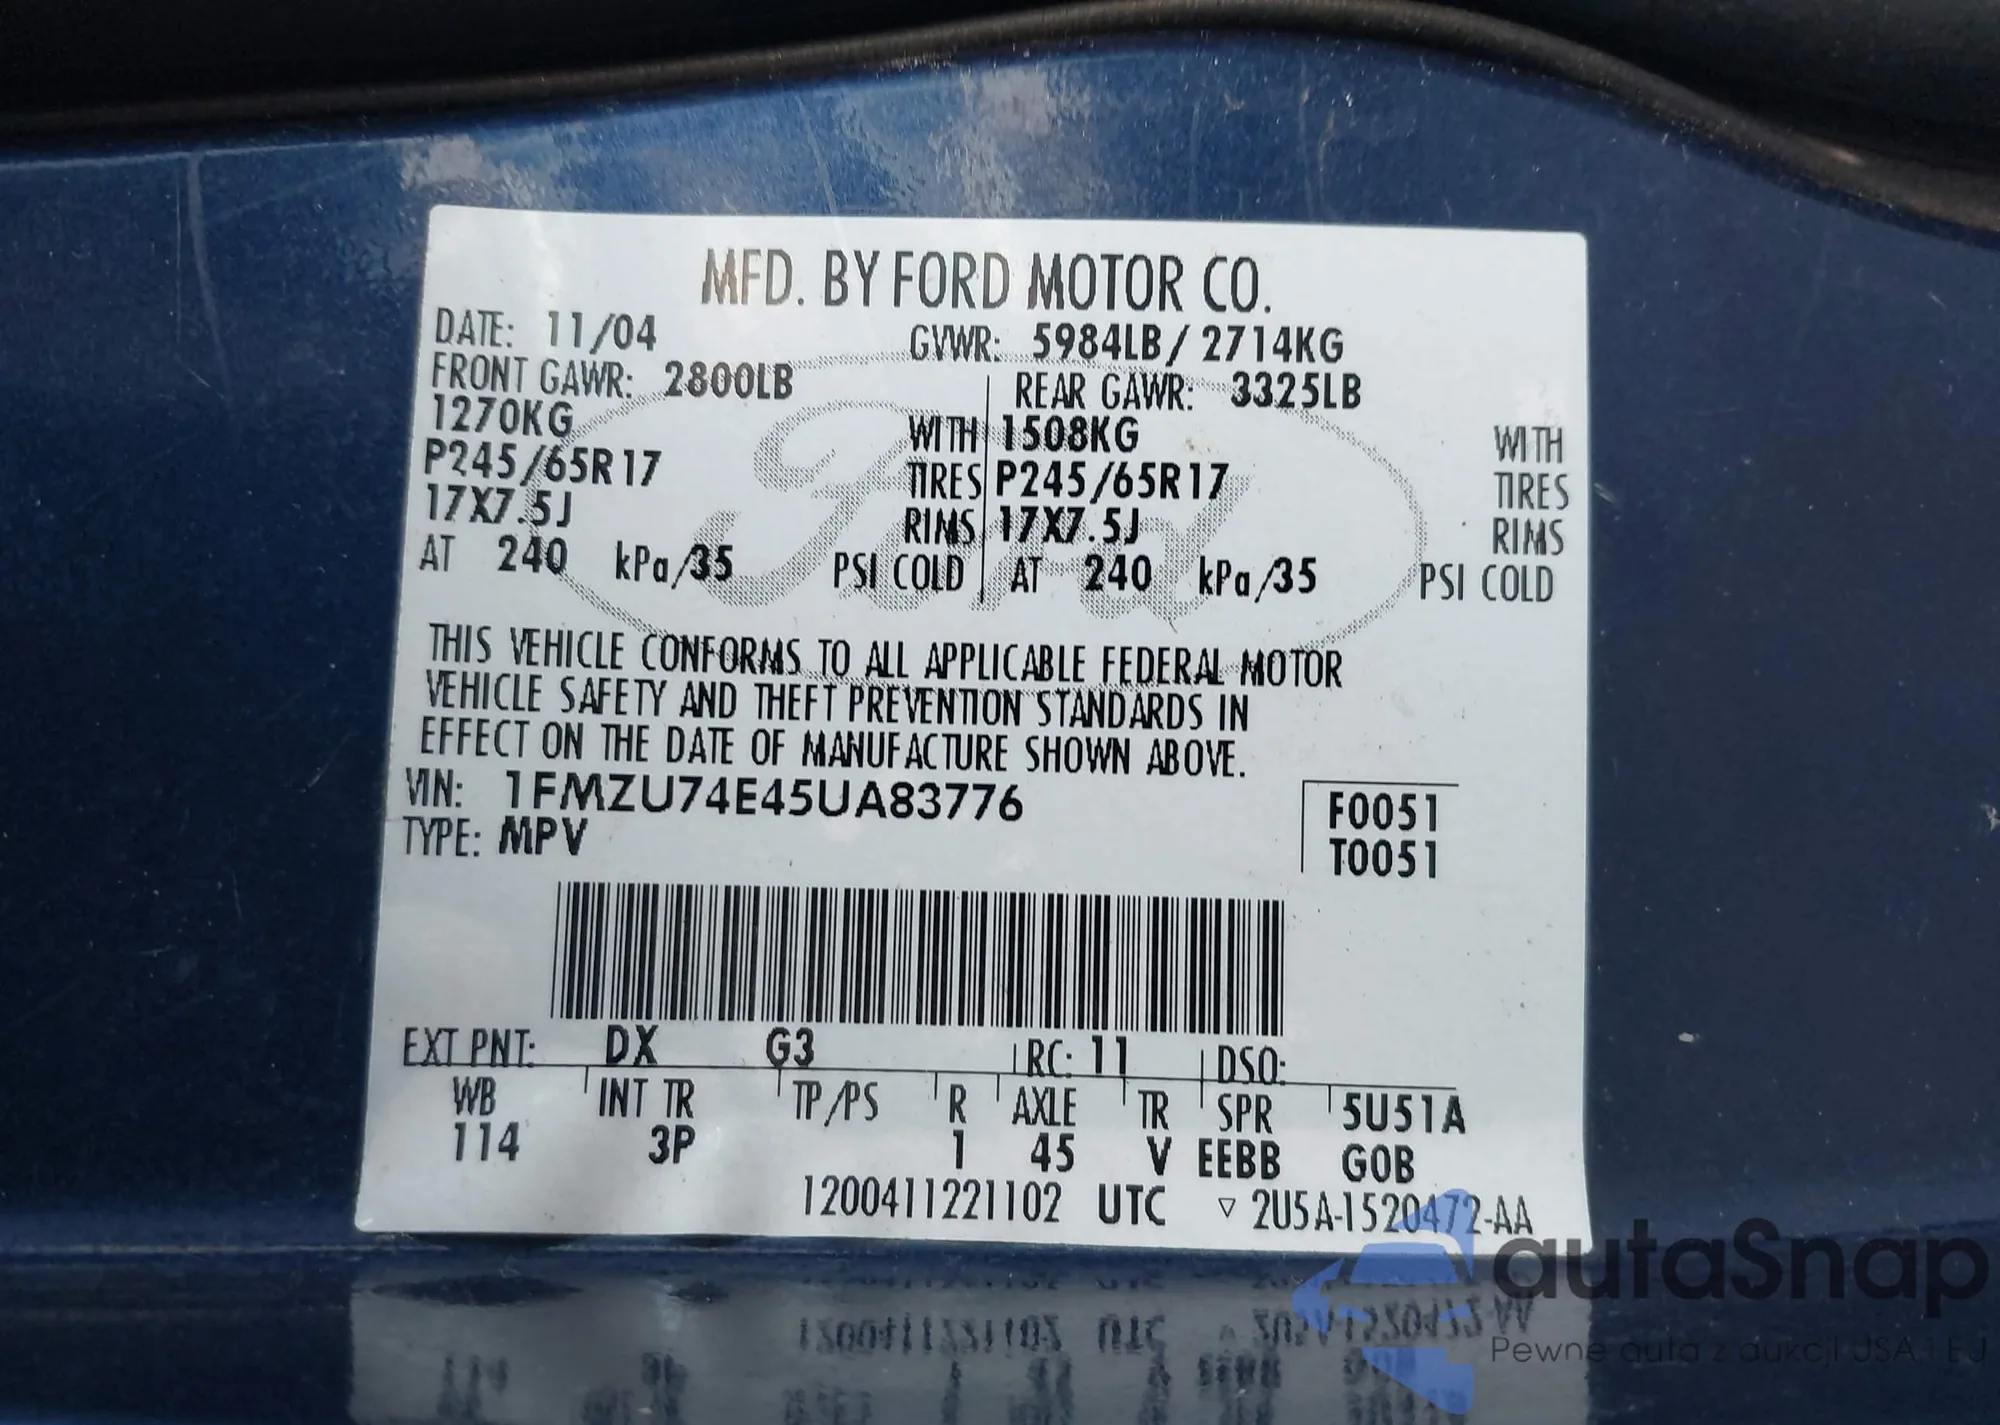 MFD. BY FORD MOTOR CO.
DATE: 11/04 GVWR: 5984LB/ 2714KG
FRONT GAWR: 2800LB REAR GAWR: 3325LB
1270KG WITH 1508KG WITH
P245/65R17 TIRES P245/65R17 TIRES
17X7.5J RIMS 17X7.5J RIMS
AT 240 kPa/35 PSI COLD AT 240 kPa/35 PSI COLD
THIS VEHICLE CONFORMS TO ALL APPLICABLE FEDERAL MOTOR
VEHICLE SAFETY AND THEFT PREVENTION STANDARDS IN
EFFECT ON THE DATE OF MANUFACTURE SHOWN ABOVE.
VIN: 1FMZU74E45UA83776 F0051
TYPE: MPV T0051
EXT PNT: DX G3 RC: 11 DSO:
WB INT TR TP/PS R AXLE TR SPR 5U51A
114 3P 1 45 V EEBB GOB
1200411221102 UTC ▽ 2U5A-1520472-AA
autaSnap
Pewne auta z aukcji USA i EU